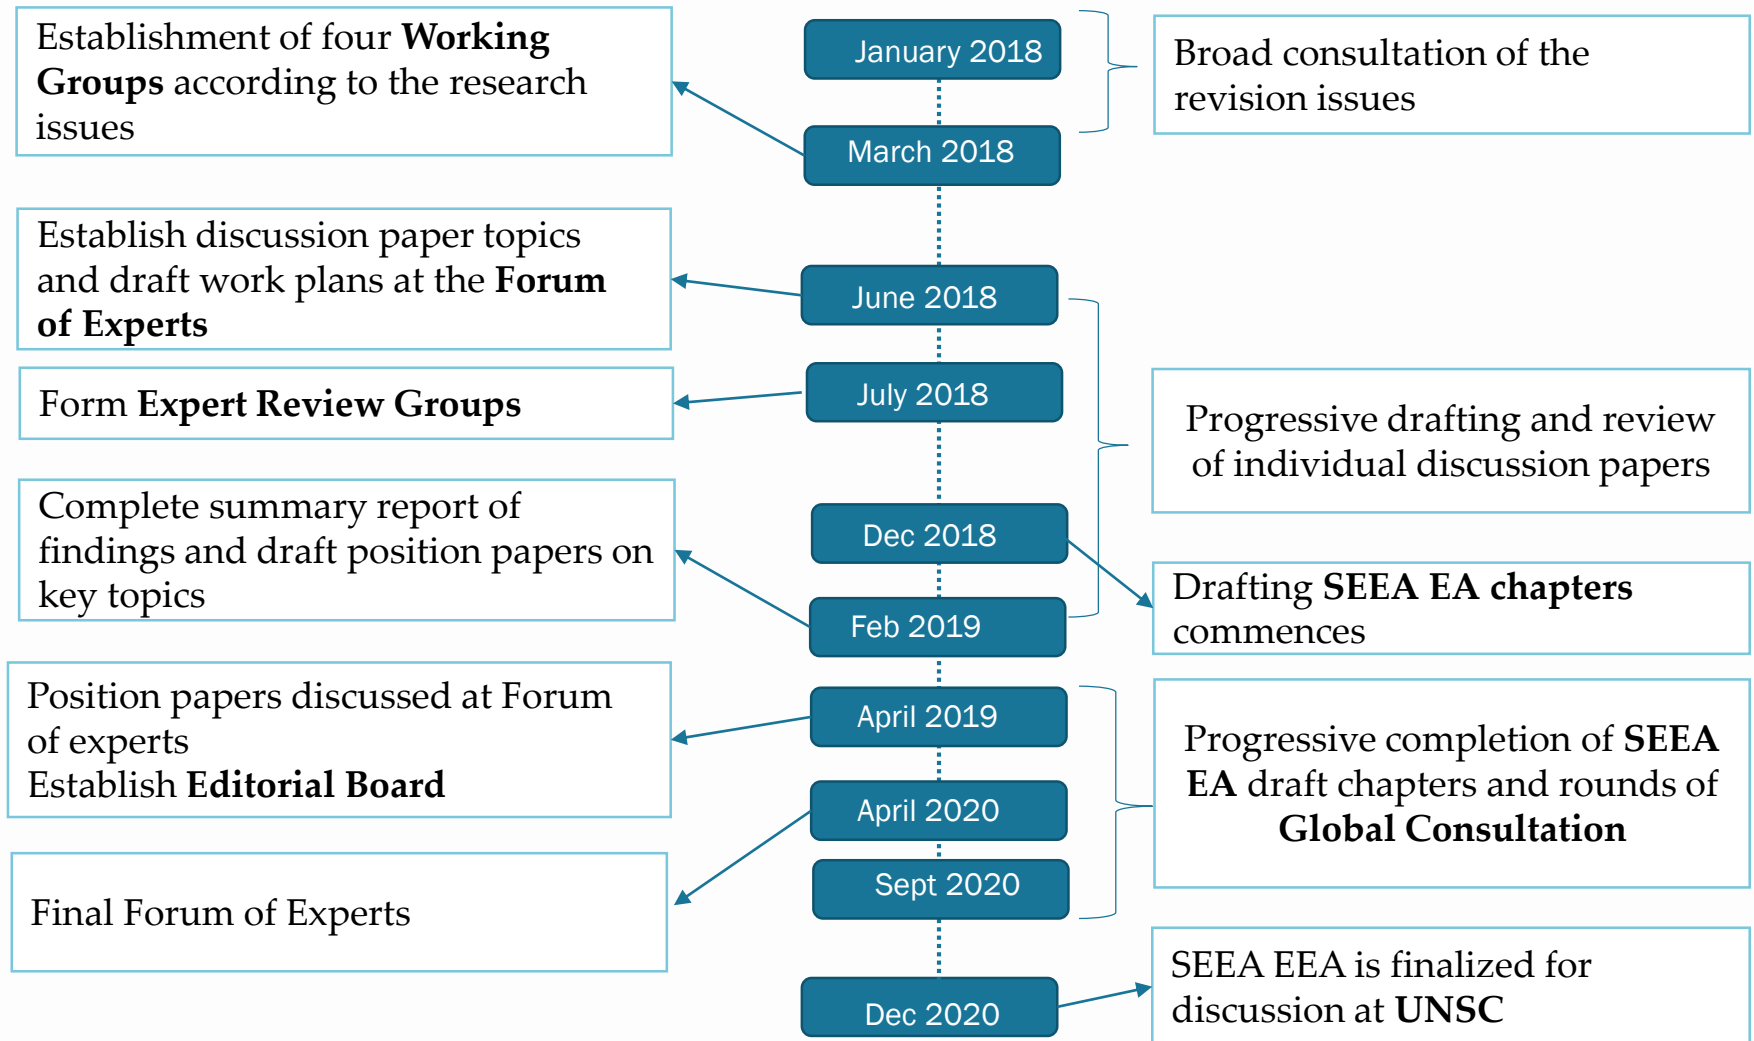 Establishment of four Working
Groups according to the research
issues
January 2018
Broad consultation of the
revision issues
March 2018
Establish discussion paper topics
and draft work plans at the Forum
of Experts
June 2018
Form Expert Review Groups
July 2018
Progressive drafting and review
of individual discussion papers
Complete summary report of
findings and draft position papers on
key topics
Dec 2018
Drafting SEEA EA chapters
commences
Feb 2019
Position papers discussed at Forum
of experts
Establish Editorial Board
April 2019
Progressive completion of SEEA
EA draft chapters and rounds of
Global Consultation
April 2020
Final Forum of Experts
Sept 2020
SEEA EEA is finalized for
discussion at UNSC
Dec 2020